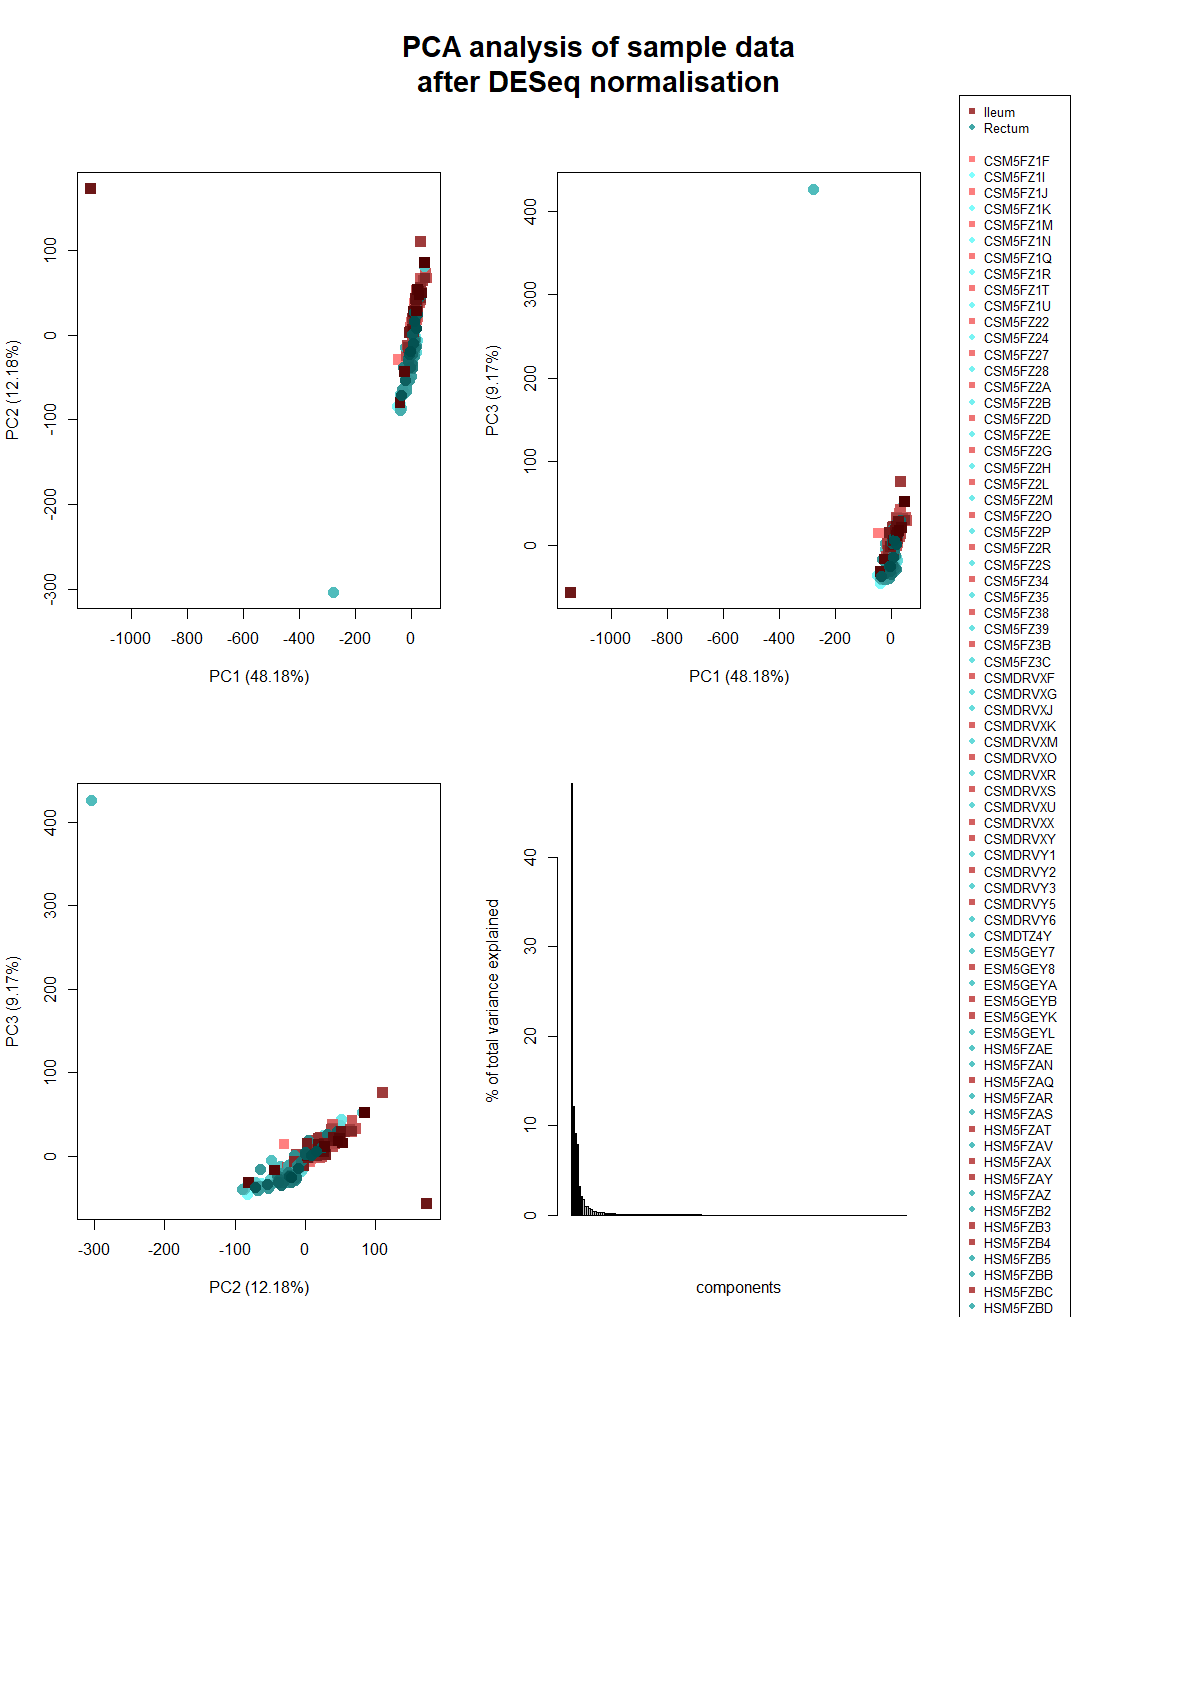 PCA analysis of sample data
after DESeq normalisation
100
0
-100
-200
-300
PC2 (12.18%)
-1000
-800
-600
-400
-200
0
PC1 (48.18%)
400
300
200
100
0
PC3 (9.17%)
-1000
-800
-600
-400
-200
0
PC1 (48.18%)
400
300
200
100
0
PC3 (9.17%)
-300
-200
-100
0
100
PC2 (12.18%)
40
30
20
10
0
% of total variance explained
components
Ileum
Rectum
CSM5FZ1F
CSM5FZ1I
CSM5FZ1J
CSM5FZ1K
CSM5FZ1M
CSM5FZ1N
CSM5FZ1Q
CSM5FZ1R
CSM5FZ1T
CSM5FZ1U
CSM5FZ22
CSM5FZ24
CSM5FZ27
CSM5FZ28
CSM5FZ2A
CSM5FZ2B
CSM5FZ2D
CSM5FZ2E
CSM5FZ2G
CSM5FZ2H
CSM5FZ2L
CSM5FZ2M
CSM5FZ2O
CSM5FZ2P
CSM5FZ2R
CSM5FZ2S
CSM5FZ34
CSM5FZ35
CSM5FZ38
CSM5FZ39
CSM5FZ3B
CSM5FZ3C
CSMDRVXF
CSMDRVXG
CSMDRVXJ
CSMDRVXK
CSMDRVXM
CSMDRVXO
CSMDRVXR
CSMDRVXS
CSMDRVXU
CSMDRVXX
CSMDRVXY
CSMDRVY1
CSMDRVY2
CSMDRVY3
CSMDRVY5
CSMDRVY6
CSMDTZ4Y
ESM5GEY7
ESM5GEY8
ESM5GEYA
ESM5GEYB
ESM5GEYK
ESM5GEYL
HSM5FZAE
HSM5FZAN
HSM5FZAQ
HSM5FZAR
HSM5FZAS
HSM5FZAT
HSM5FZAV
HSM5FZAX
HSM5FZAY
HSM5FZAZ
HSM5FZB2
HSM5FZB3
HSM5FZB4
HSM5FZB5
HSM5FZBB
HSM5FZBC
HSM5FZBD